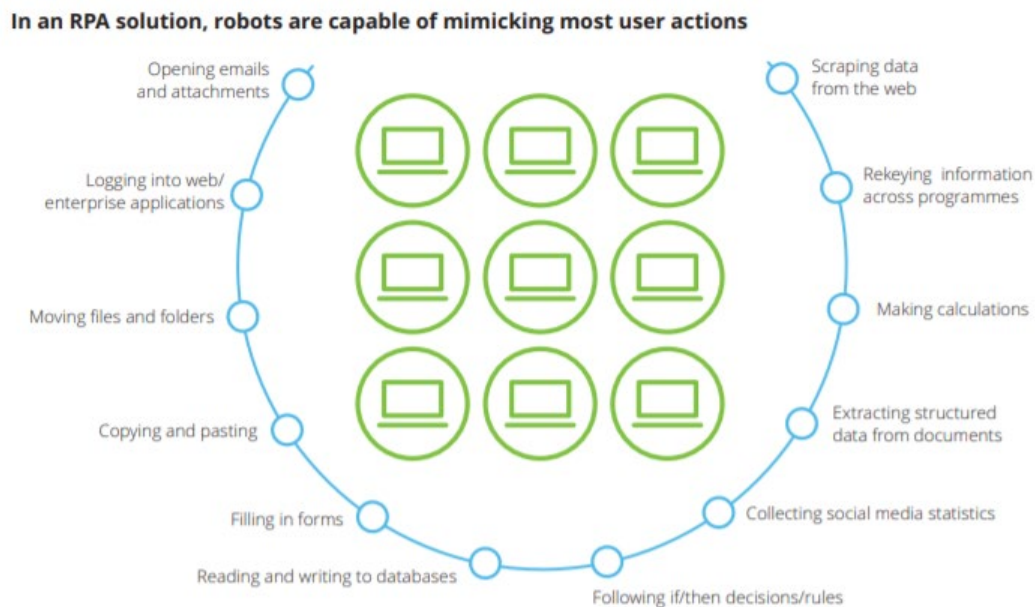 In an RPA solution, robots are capable of mimicking most user actions
Opening emails
and attachments
Logging into web/
enterprise applications
Moving files and folders
Copying and pasting
Filling in forms
Reading and writing to databases
Scraping data
from the web
Rekeying information
across programmes
Making calculations
Extracting structured
data from documents
Collecting social media statistics
Following if/then decisions/rules